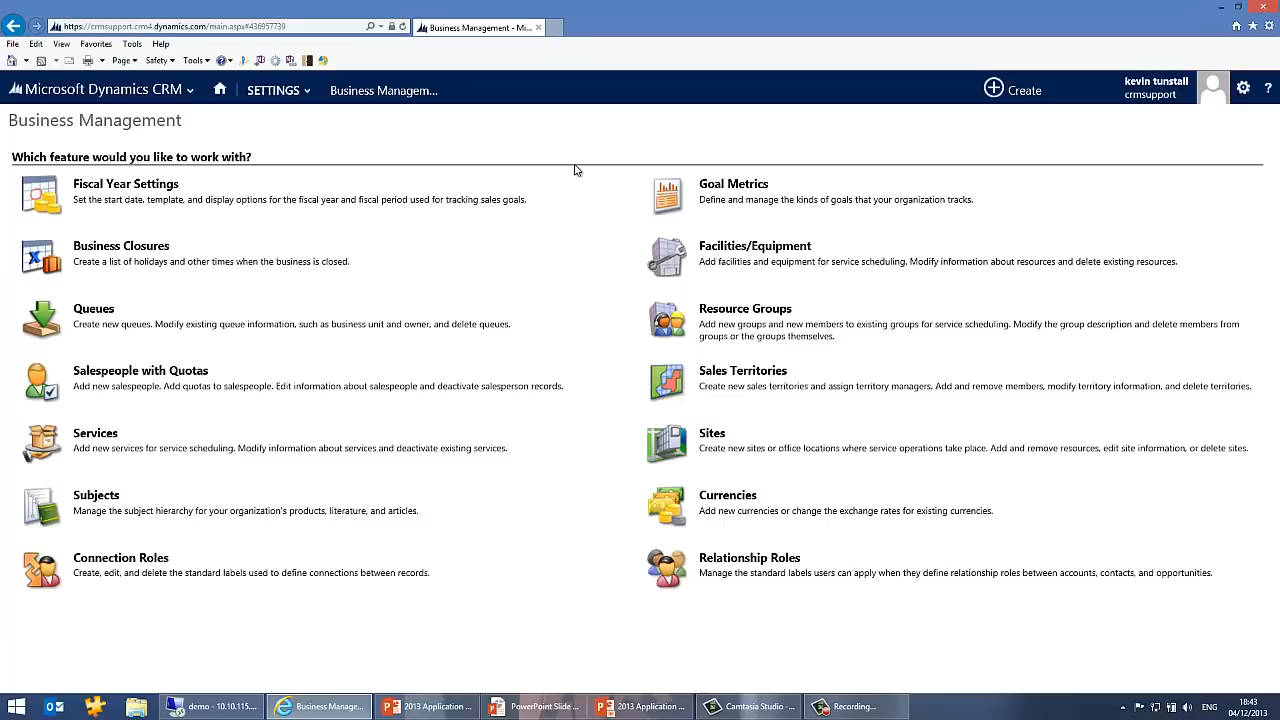 https://crmsupport.crm4.dynamics.com/main.aspx#436957739
Business Management - Mi...
File Edit View Favorites Tools Help
Page Safety Tools
Microsoft Dynamics CRM SETTINGS Business Managem... Create kevin tunstall
crmsupport
Business Management
Which feature would you like to work with?
Fiscal Year Settings
Set the start date, template, and display options for the fiscal year and fiscal period used for tracking sales goals.
Goal Metrics
Define and manage the kinds of goals that your organization tracks.
Business Closures
Create a list of holidays and other times when the business is closed.
Facilities/Equipment
Add facilities and equipment for service scheduling. Modify information about resources and delete existing resources.
Queues
Create new queues. Modify existing queue information, such as business unit and owner, and delete queues.
Resource Groups
Add new groups and new members to existing groups for service scheduling. Modify the group description and delete members from
groups or the groups themselves.
Salespeople with Quotas
Add new salespeople. Add quotas to salespeople. Edit information about salespeople and deactivate salesperson records.
Sales Territories
Create new sales territories and assign territory managers. Add and remove members, modify territory information, and delete territories.
Services
Add new services for service scheduling. Modify information about services and deactivate existing services.
Sites
Create new sites or office locations where service operations take place. Add and remove resources, edit site information, or delete sites.
Subjects
Manage the subject hierarchy for your organization's products, literature, and articles.
Currencies
Add new currencies or change the exchange rates for existing currencies.
Connection Roles
Create, edit, and delete the standard labels used to define connections between records.
Relationship Roles
Manage the standard labels users can apply when they define relationship roles between accounts, contacts, and opportunities.
demo - 10.10.115.... Business Manage... 2013 Application ... PowerPoint Slide ... 2013 Application ... Camtasia Studio -... Recording... ENG 18:43
04/12/2013